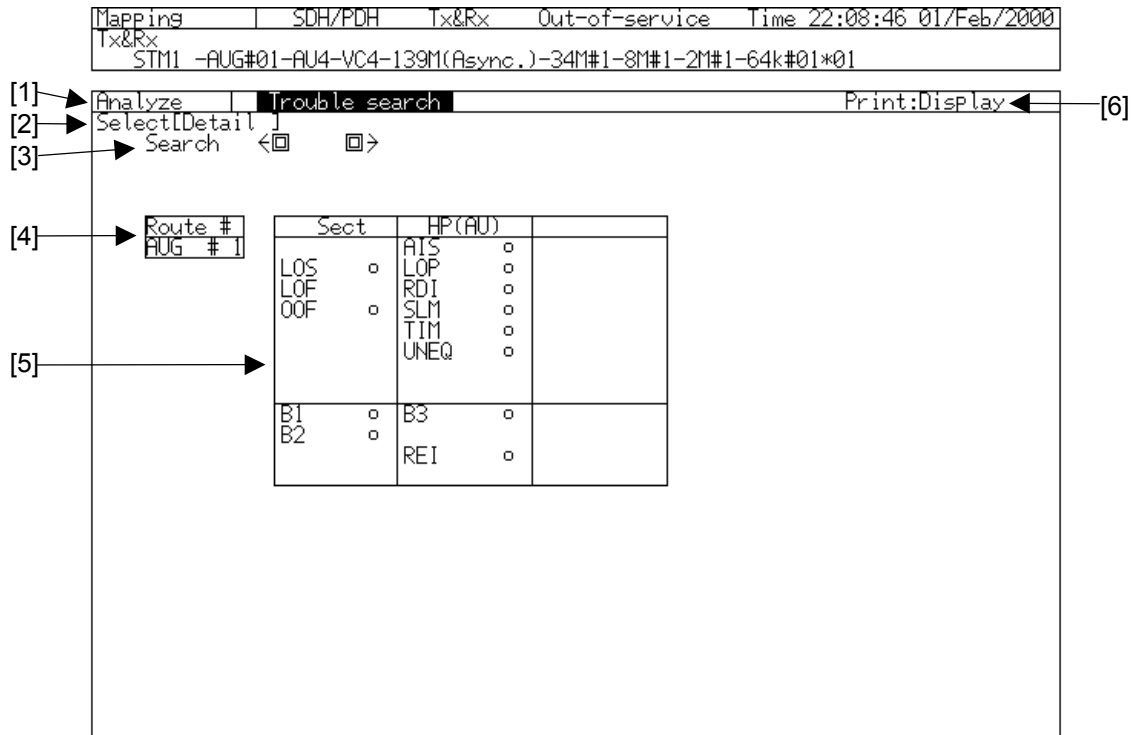 Mapping SDH/PDH Tx&Rx Out-of-service Time 22:08:46 01/Feb/2000
Tx&Rx
STM1 -AUG#01-AU4-VC4-139M(Async.)-34M#1-8M#1-2M#1-64k#01*01
[1] Analyze Trouble search Print:Display [6]
[2] Select[Detail ]
[3] Search
[4] Route # Sect HP(AU)
AUG # 1 AIS o
LOS o LOP o
LOF RDI o
OOF o SLM o
TIM o
[5] UNEQ o
B1 o B3 o
B2 o
REI o